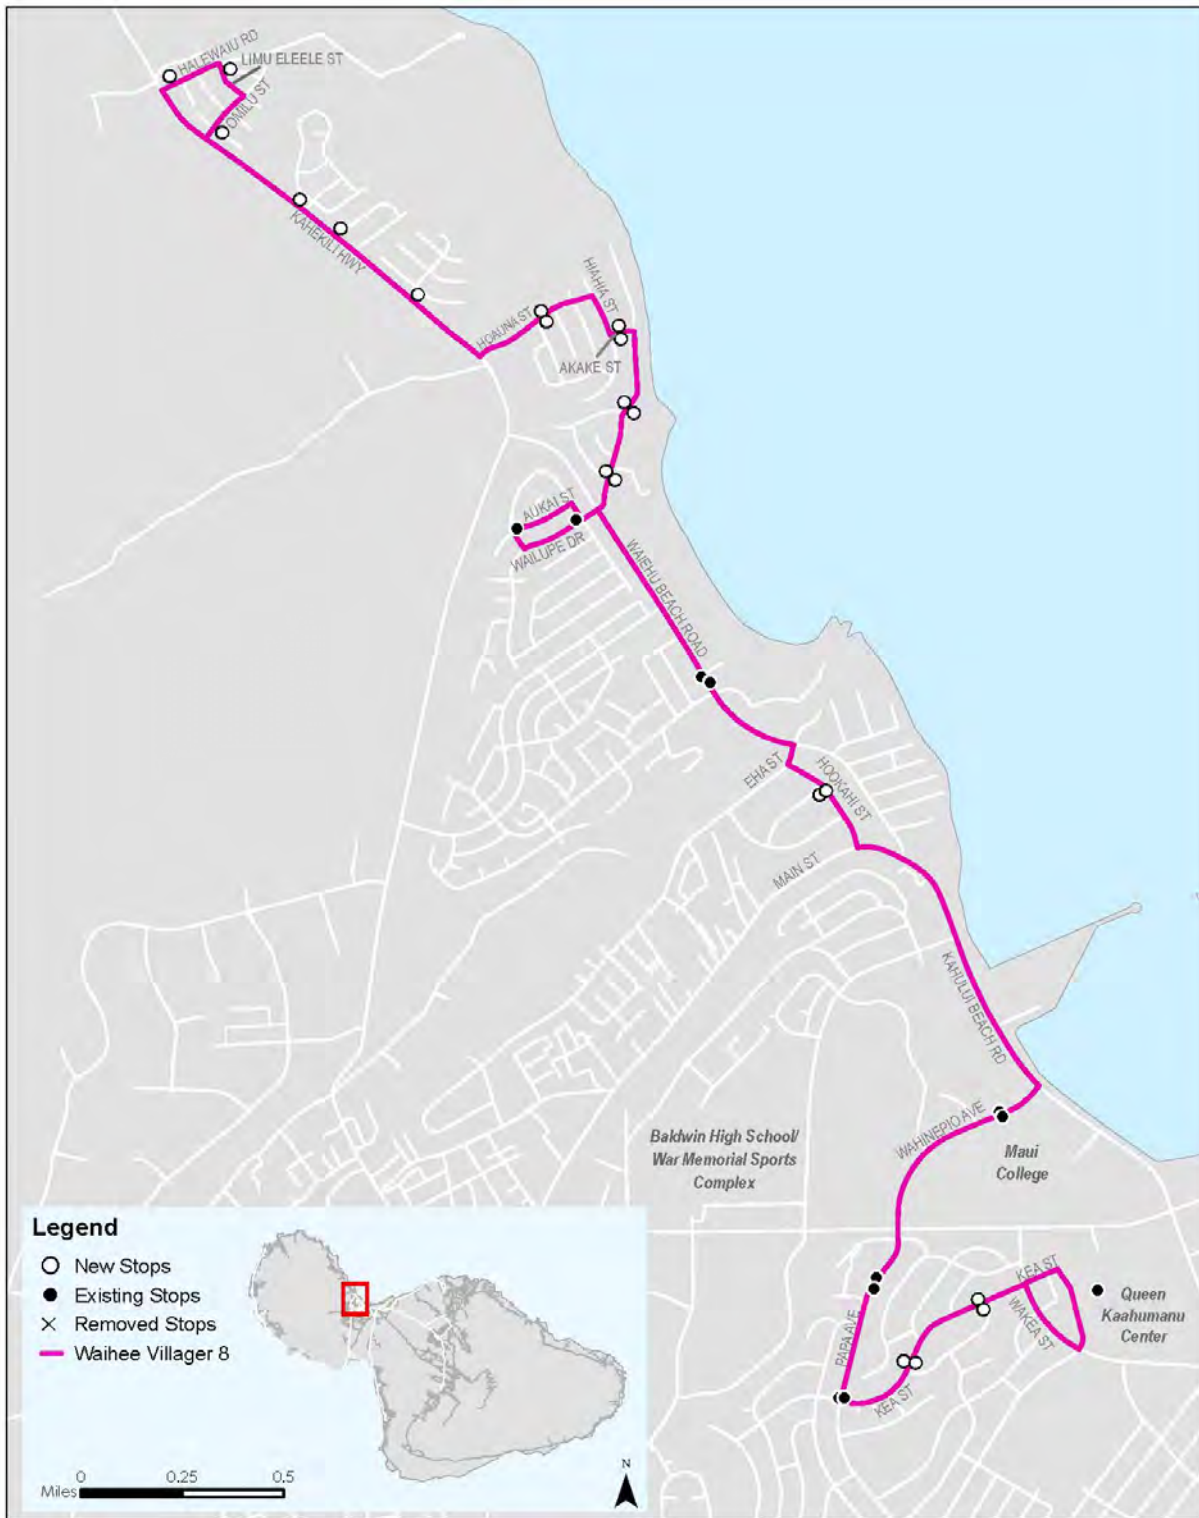 HALEWAIU RD
LIMU ELEELE ST
OMILU ST
KAHEKILI HWY
HOAUNA ST
HIAHIA ST
AKAKE ST
AUKAI ST
WAILUPE DR
WAIEHU BEACH ROAD
EHA ST
HOOKAHI ST
MAIN ST
KAHULUI BEACH RD
WAHINEPIO AVE
Baldwin High School/
War Memorial Sports
Complex
Maui
College
KEA ST
WAKEA ST
Queen
Kaahumanu
Center
PAPA AVE
KEA ST
Legend
New Stops
Existing Stops
Removed Stops
Waihee Villager 8
0 0.25 0.5
Miles
N